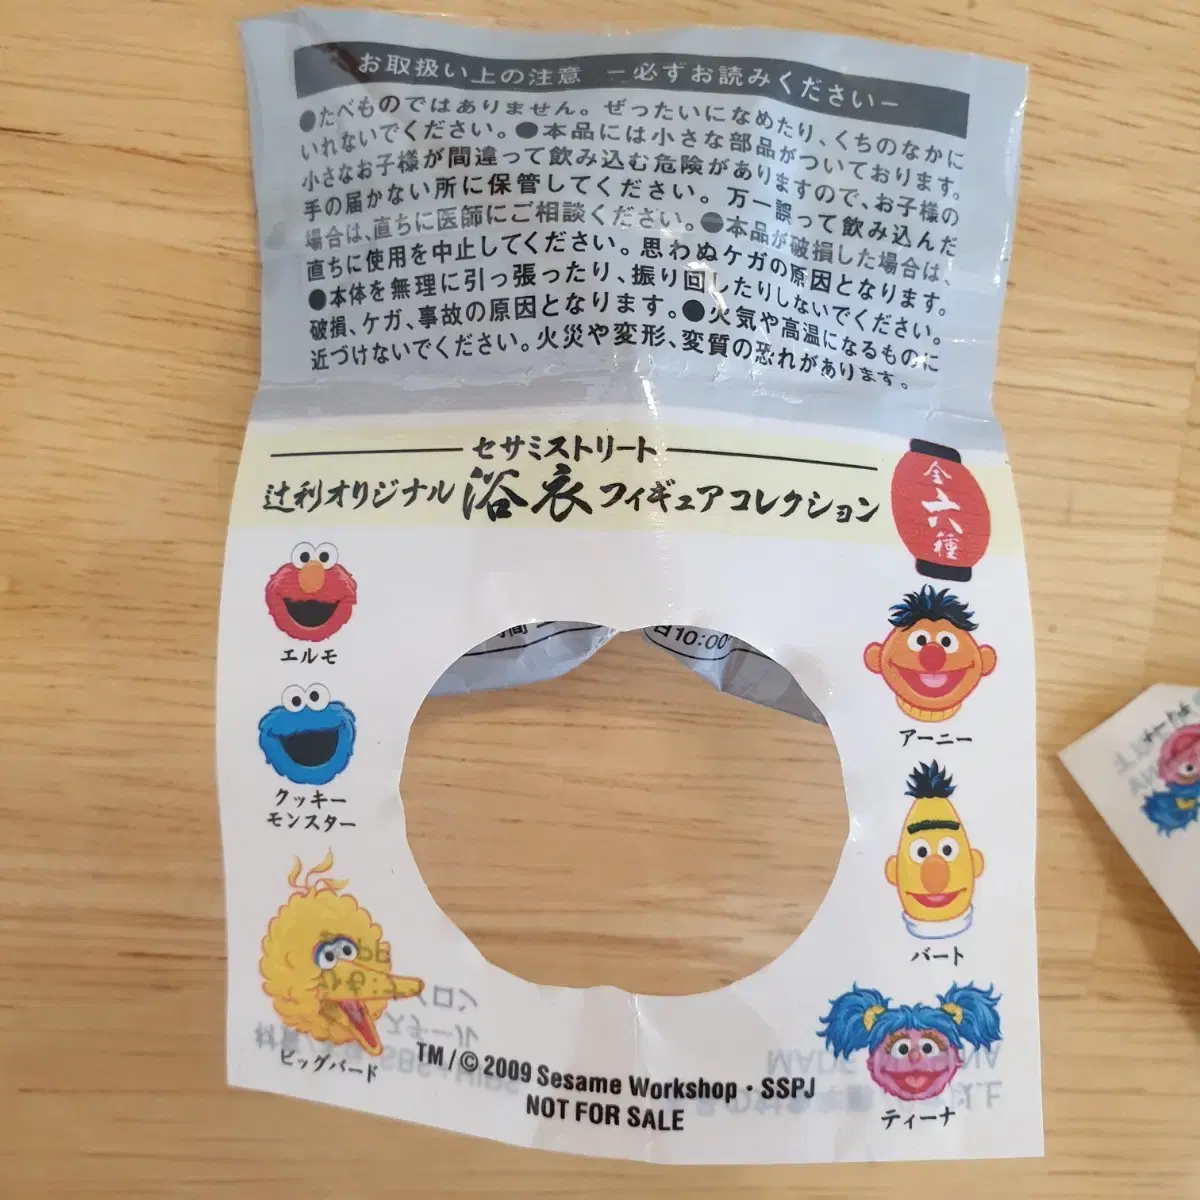 お取扱い上の注意 －必ずお読みください－
●たべものではありません。ぜったいになめたり、くちのなかに
いれないでください。●本品には小さな部品がついております。
小さなお子様が間違って飲み込む危険がありますので、お子様の
手の届かない所に保管してください。万一誤って飲み込んだ
場合は、直ちに医師にご相談ください。●本品が破損した場合は、
直ちに使用を中止してください。思わぬケガの原因となります。
●本体を無理に引っ張ったり、振り回したりしないでください。
破損、ケガ、事故の原因となります。●火気や高温になるものに
近づけないでください。火災や変形、変質の恐れがあります。
セサミストリート
辻利オリジナル浴衣フィギュアコレクション
全六種
エルモ
クッキー
モンスター
ビッグバード
アーニー
バート
ティーナ
日10:00
TM/© 2009 Sesame Workshop・SSPJ
NOT FOR SALE